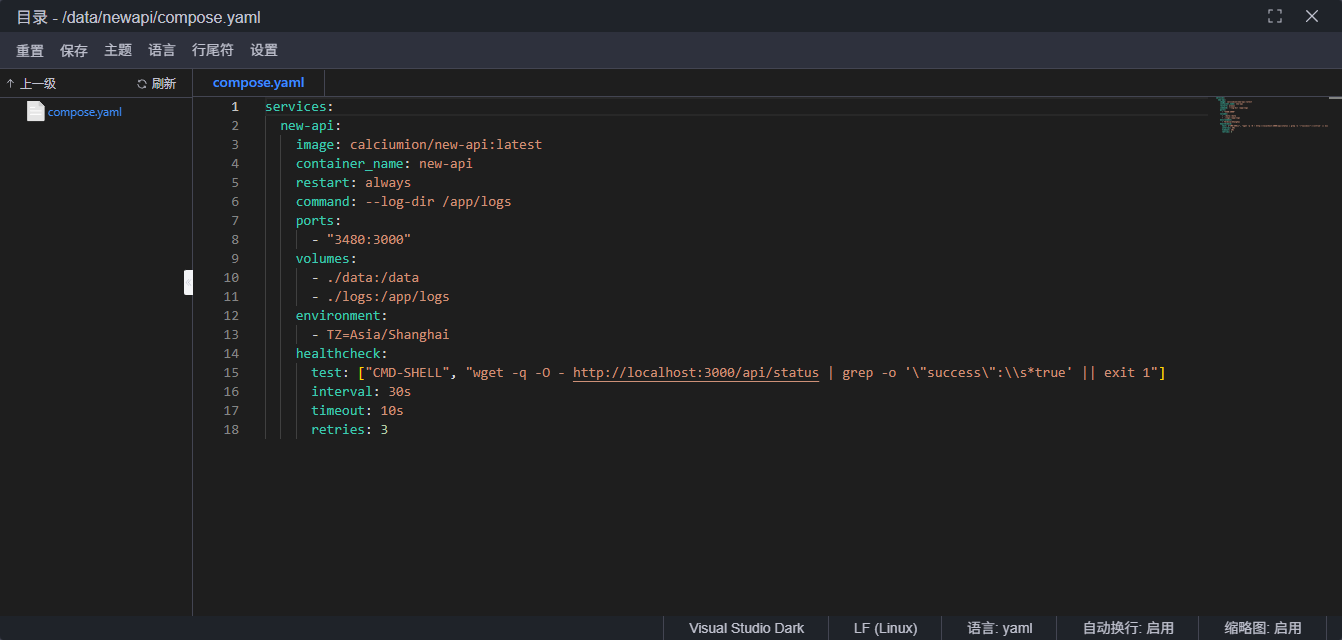 目录 - /data/newapi/compose.yaml
重置 保存 主题 语言 行尾符 设置
↑ 上一级 刷新 compose.yaml
compose.yaml
1 services:
2   new-api:
3     image: calciumion/new-api:latest
4     container_name: new-api
5     restart: always
6     command: --log-dir /app/logs
7     ports:
8       - "3480:3000"
9     volumes:
10       - ./data:/data
11       - ./logs:/app/logs
12     environment:
13       - TZ=Asia/Shanghai
14     healthcheck:
15       test: ["CMD-SHELL", "wget -q -O - http://localhost:3000/api/status | grep -o '\"success\":\\s*true' || exit 1"]
16       interval: 30s
17       timeout: 10s
18       retries: 3
Visual Studio Dark LF (Linux) 语言: yaml 自动换行: 启用 缩略图: 启用